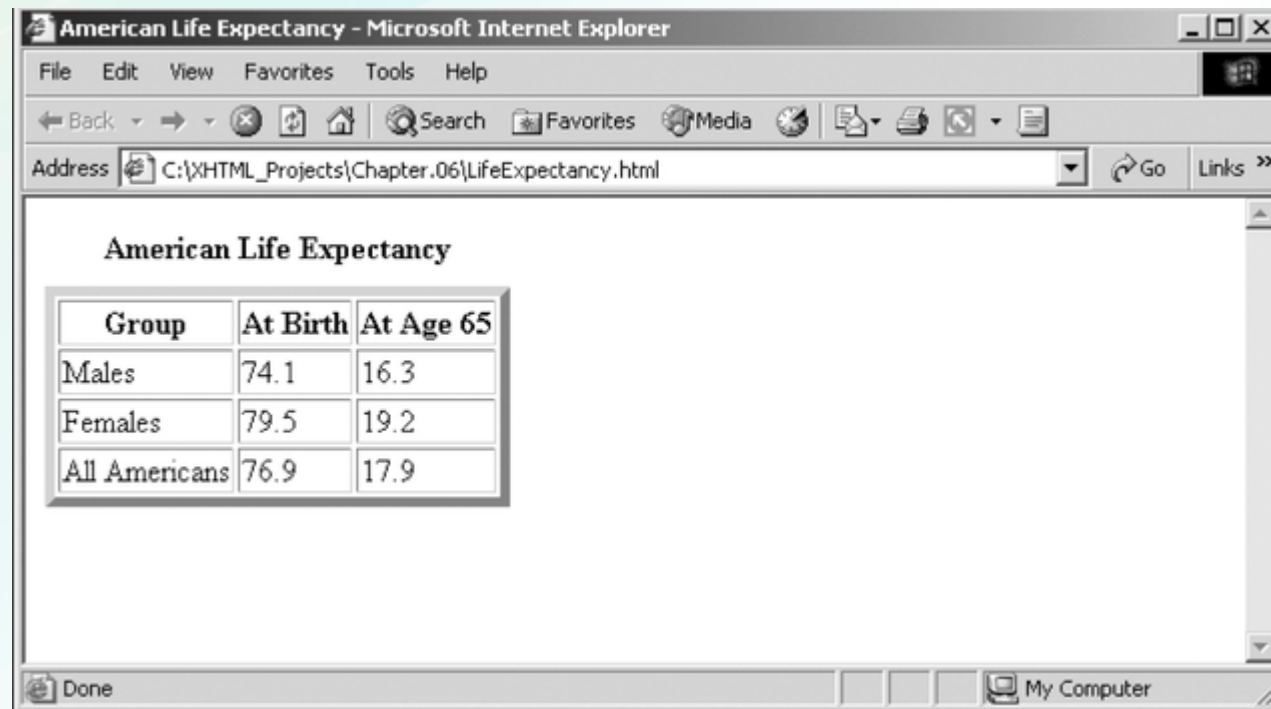 American Life Expectancy - Microsoft Internet Explorer
File Edit View Favorites Tools Help
Back Search Favorites Media
Address C:\XHTML_Projects\Chapter.06\LifeExpectancy.html Go Links »
American Life Expectancy
Group At Birth At Age 65
Males 74.1 16.3
Females 79.5 19.2
All Americans 76.9 17.9
Done My Computer